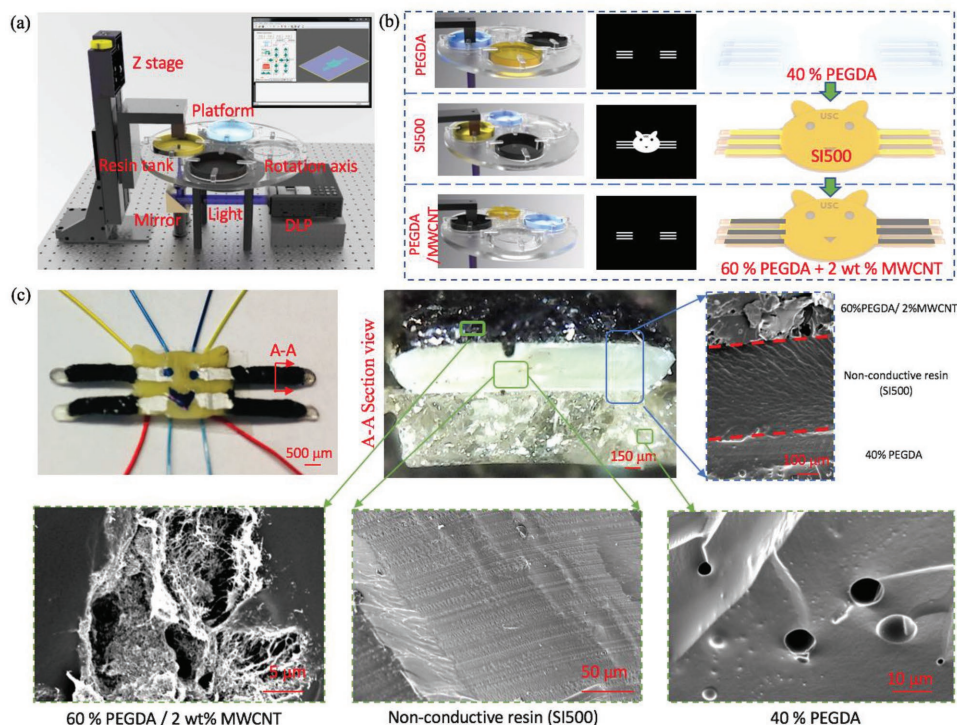 (a)
Z stage
Platform
Resin tank
Rotation axis
Mirror
Light
DLP
(b)
PEGDA
40 % PEGDA
SI500
USC
SI500
PEGDA
/MWCNT
USC
60 % PEGDA + 2 wt % MWCNT
(c)
A-A
500 μm
A-A Section view
150 μm
60%PEGDA/ 2%MWCNT
Non-conductive resin
(SI500)
40% PEGDA
100 μm
5 μm
60 % PEGDA / 2 wt% MWCNT
50 μm
Non-conductive resin (SI500)
10 μm
40 % PEGDA